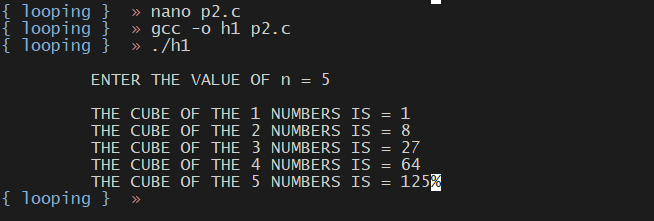 { looping } » nano p2.c
{ looping } » gcc -o h1 p2.c
{ looping } » ./h1
ENTER THE VALUE OF n = 5
THE CUBE OF THE 1 NUMBERS IS = 1
THE CUBE OF THE 2 NUMBERS IS = 8
THE CUBE OF THE 3 NUMBERS IS = 27
THE CUBE OF THE 4 NUMBERS IS = 64
THE CUBE OF THE 5 NUMBERS IS = 125%
{ looping } »